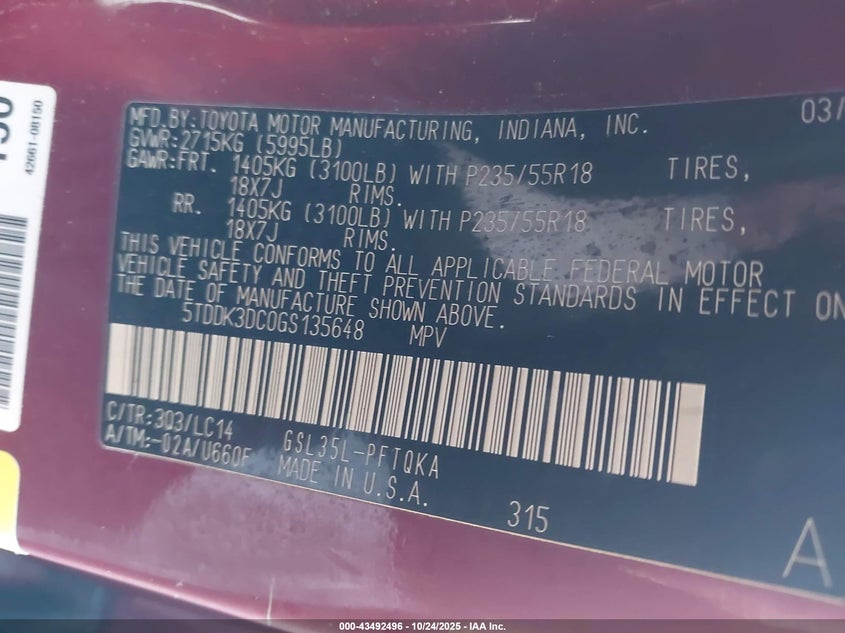 42661-08150
MFD.BY:TOYOTA MOTOR MANUFACTURING, INDIANA, INC. 03/
GVWR:2715KG (5995LB)
GAWR:FRT. 1405KG (3100LB) WITH P235/55R18 TIRES,
18X7J RIMS.
RR. 1405KG (3100LB) WITH P235/55R18 TIRES,
18X7J RIMS.
THIS VEHICLE CONFORMS TO ALL APPLICABLE FEDERAL MOTOR
VEHICLE SAFETY AND THEFT PREVENTION STANDARDS IN EFFECT ON
THE DATE OF MANUFACTURE SHOWN ABOVE.
5TDDK3DC0GS135648 MPV
C/TR:3Q3/LC14
A/TM:-02A/U660F
GSL35L-PFTQKA
MADE IN U.S.A.
315
A
000-43492496 - 10/24/2025 - IAA Inc.